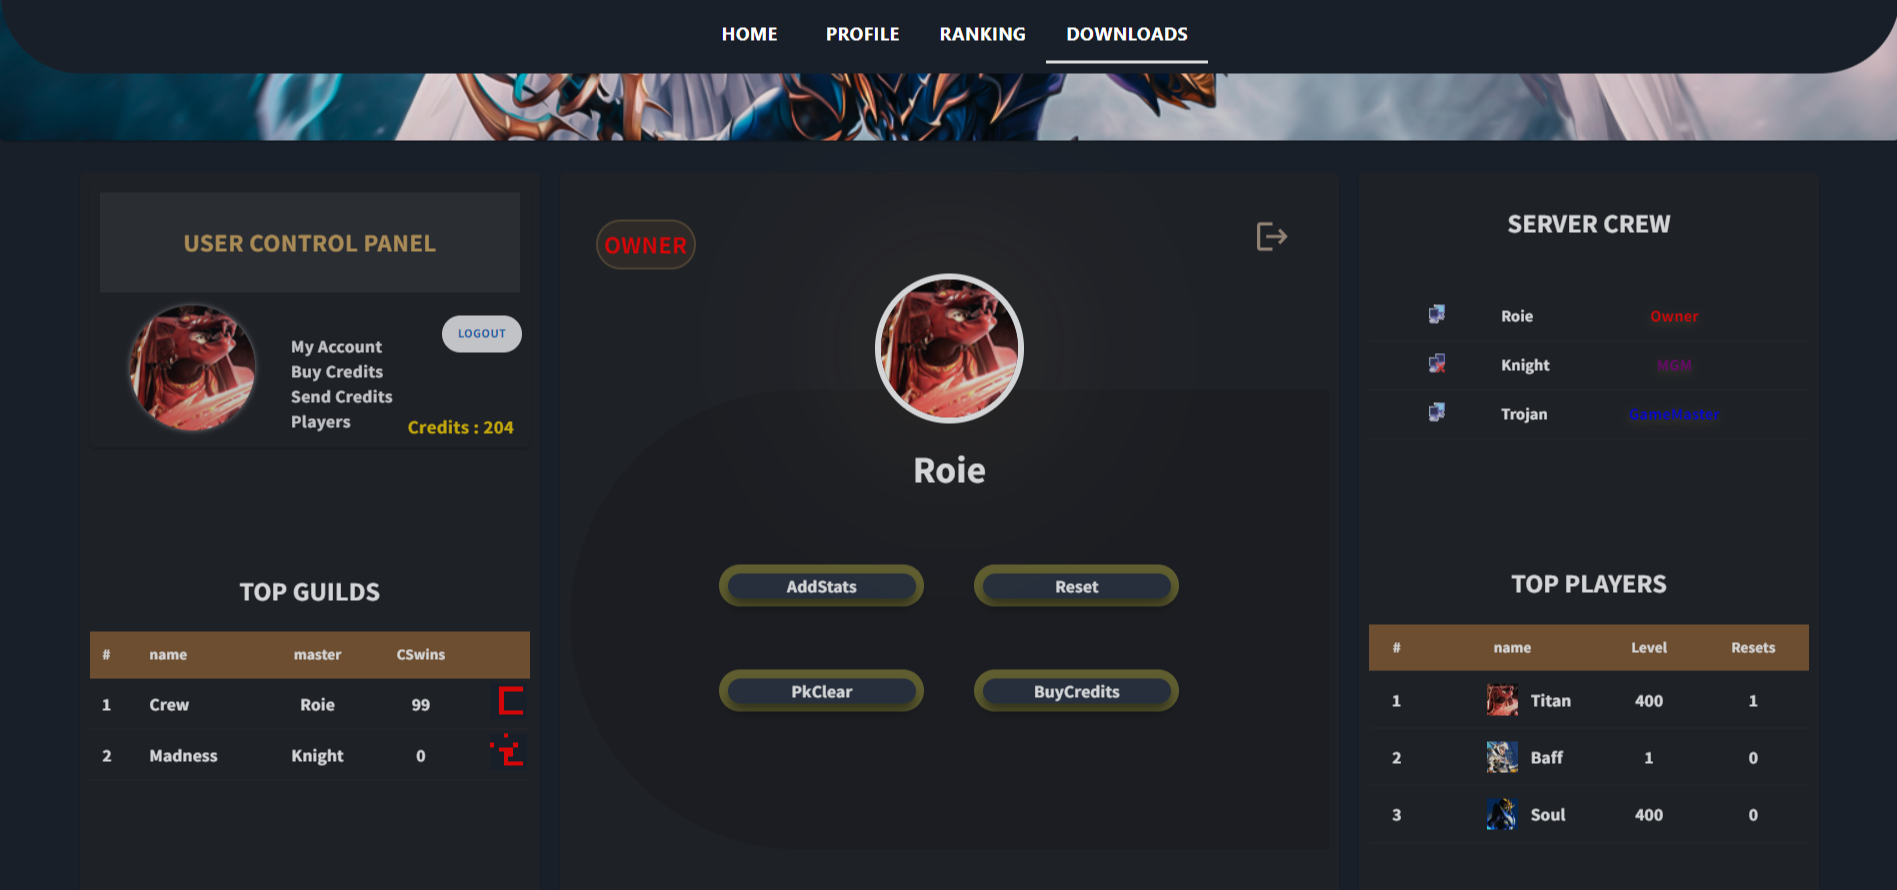 HOME PROFILE RANKING DOWNLOADS
USER CONTROL PANEL
LOGOUT
My Account
Buy Credits
Send Credits
Players
Credits : 204
TOP GUILDS
# name master CSwins
1 Crew Roie 99
2 Madness Knight 0
OWNER
Roie
AddStats Reset
PkClear BuyCredits
SERVER CREW
Roie Owner
Knight MGM
Trojan GameMaster
TOP PLAYERS
# name Level Resets
1 Titan 400 1
2 Baff 1 0
3 Soul 400 0